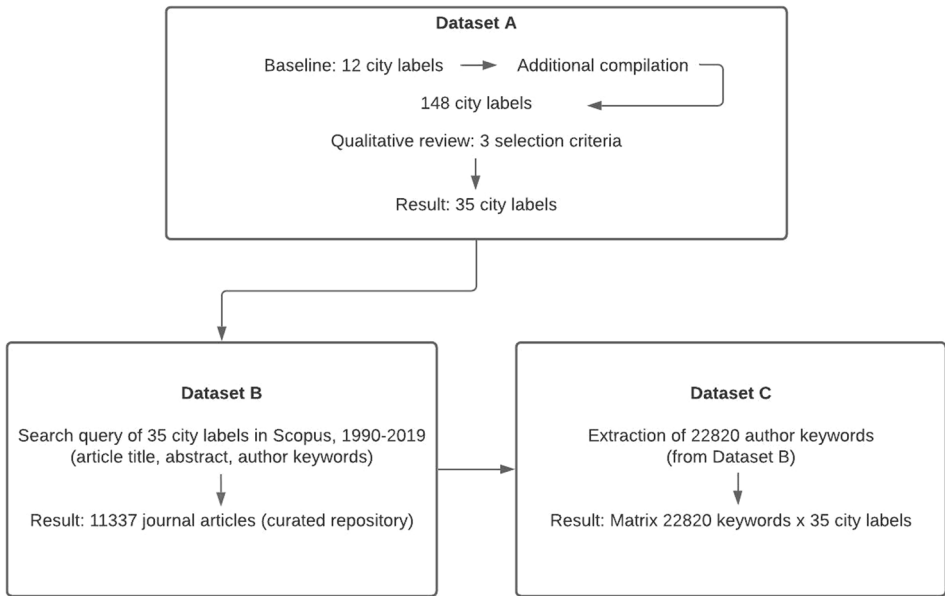 Dataset A
Baseline: 12 city labels
Additional compilation
148 city labels
Qualitative review: 3 selection criteria
Result: 35 city labels
Dataset B
Search query of 35 city labels in Scopus, 1990-2019
(article title, abstract, author keywords)
Result: 11337 journal articles (curated repository)
Dataset C
Extraction of 22820 author keywords
(from Dataset B)
Result: Matrix 22820 keywords x 35 city labels